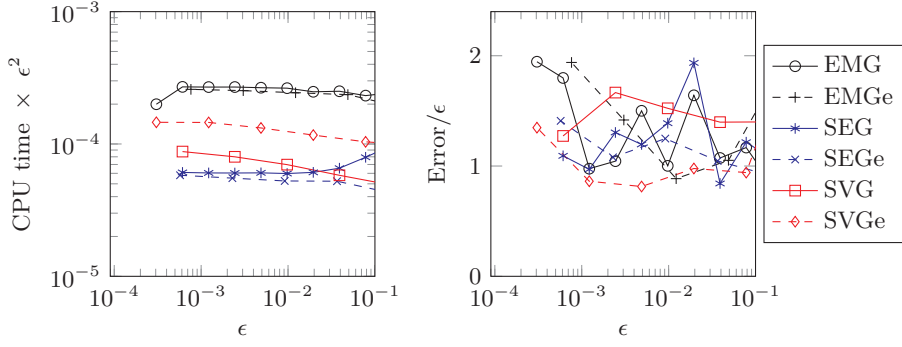 CPU time × ϵ²
10⁻³
10⁻⁴
10⁻⁵
10⁻⁴ 10⁻³ 10⁻² 10⁻¹
ϵ
Error/ϵ
2
1
0
10⁻⁴ 10⁻³ 10⁻² 10⁻¹
ϵ
EMG
EMGe
SEG
SEGe
SVG
SVGe